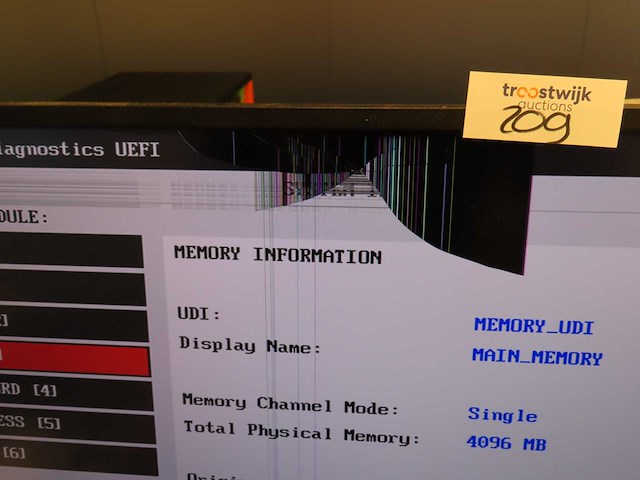 troostwijk
auctions
209
iagnostics UEFI
DULE:
MEMORY INFORMATION
UDI: MEMORY_UDI
Display Name: MAIN_MEMORY
RD [4]
Memory Channel Mode: Single
ESS [5]
Total Physical Memory: 4096 MB
[6]